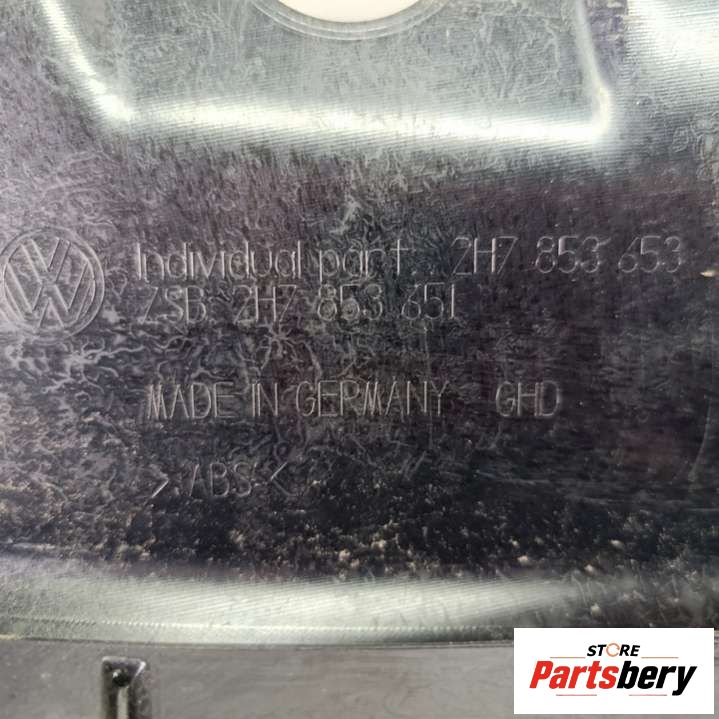 Individual part. 2H7 853 653
ZSB 2H7 853 651
MADE IN GERMANY GHD
> ABS <
STORE
Partsbery